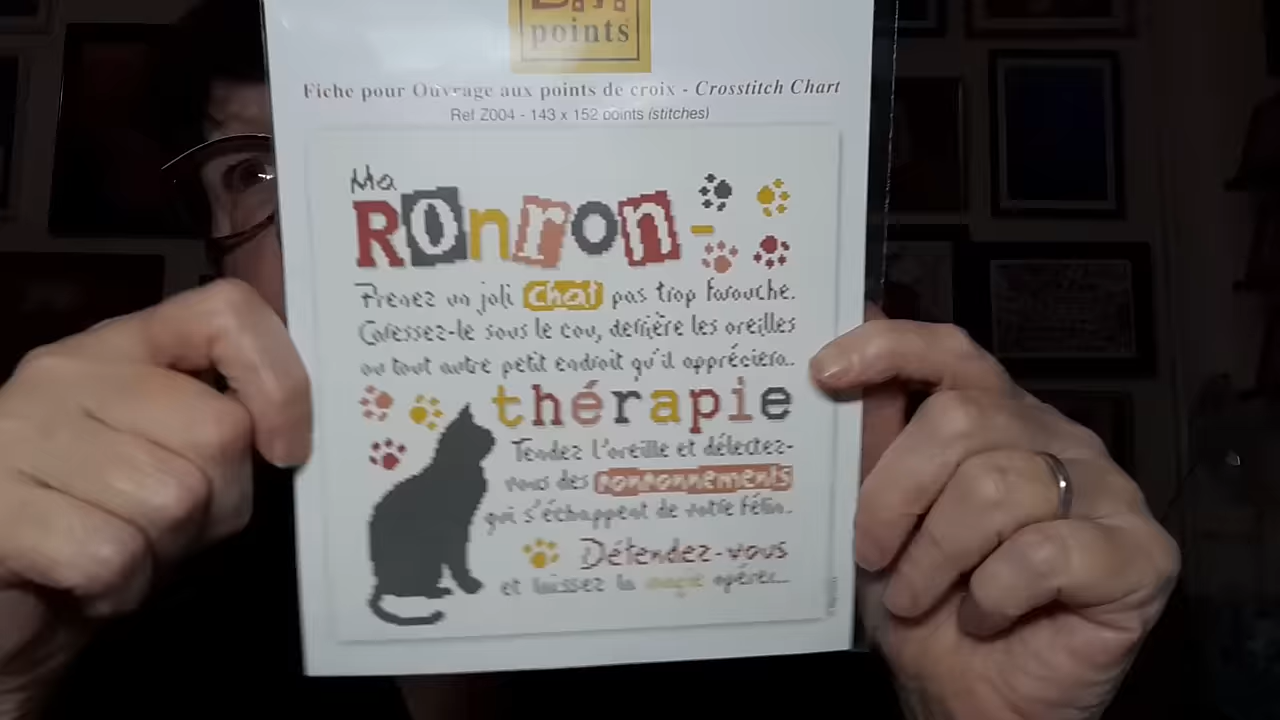 points
Fiche pour Ouvrage aux points de croix - Crosstitch Chart
Ref Z004 - 143 x 152 points (stitches)
Ma
Ronron-
Prenez un joli chat pas trop farouche.
Caressez-le sous le cou, derrière les oreilles
ou tout autre petit endroit qu'il appréciera..
thérapie
Tendez l'oreille et délectez-
vous des ronronnements
qui s'échappent de votre félin.
Détendez-vous
et laissez la magie opérer...